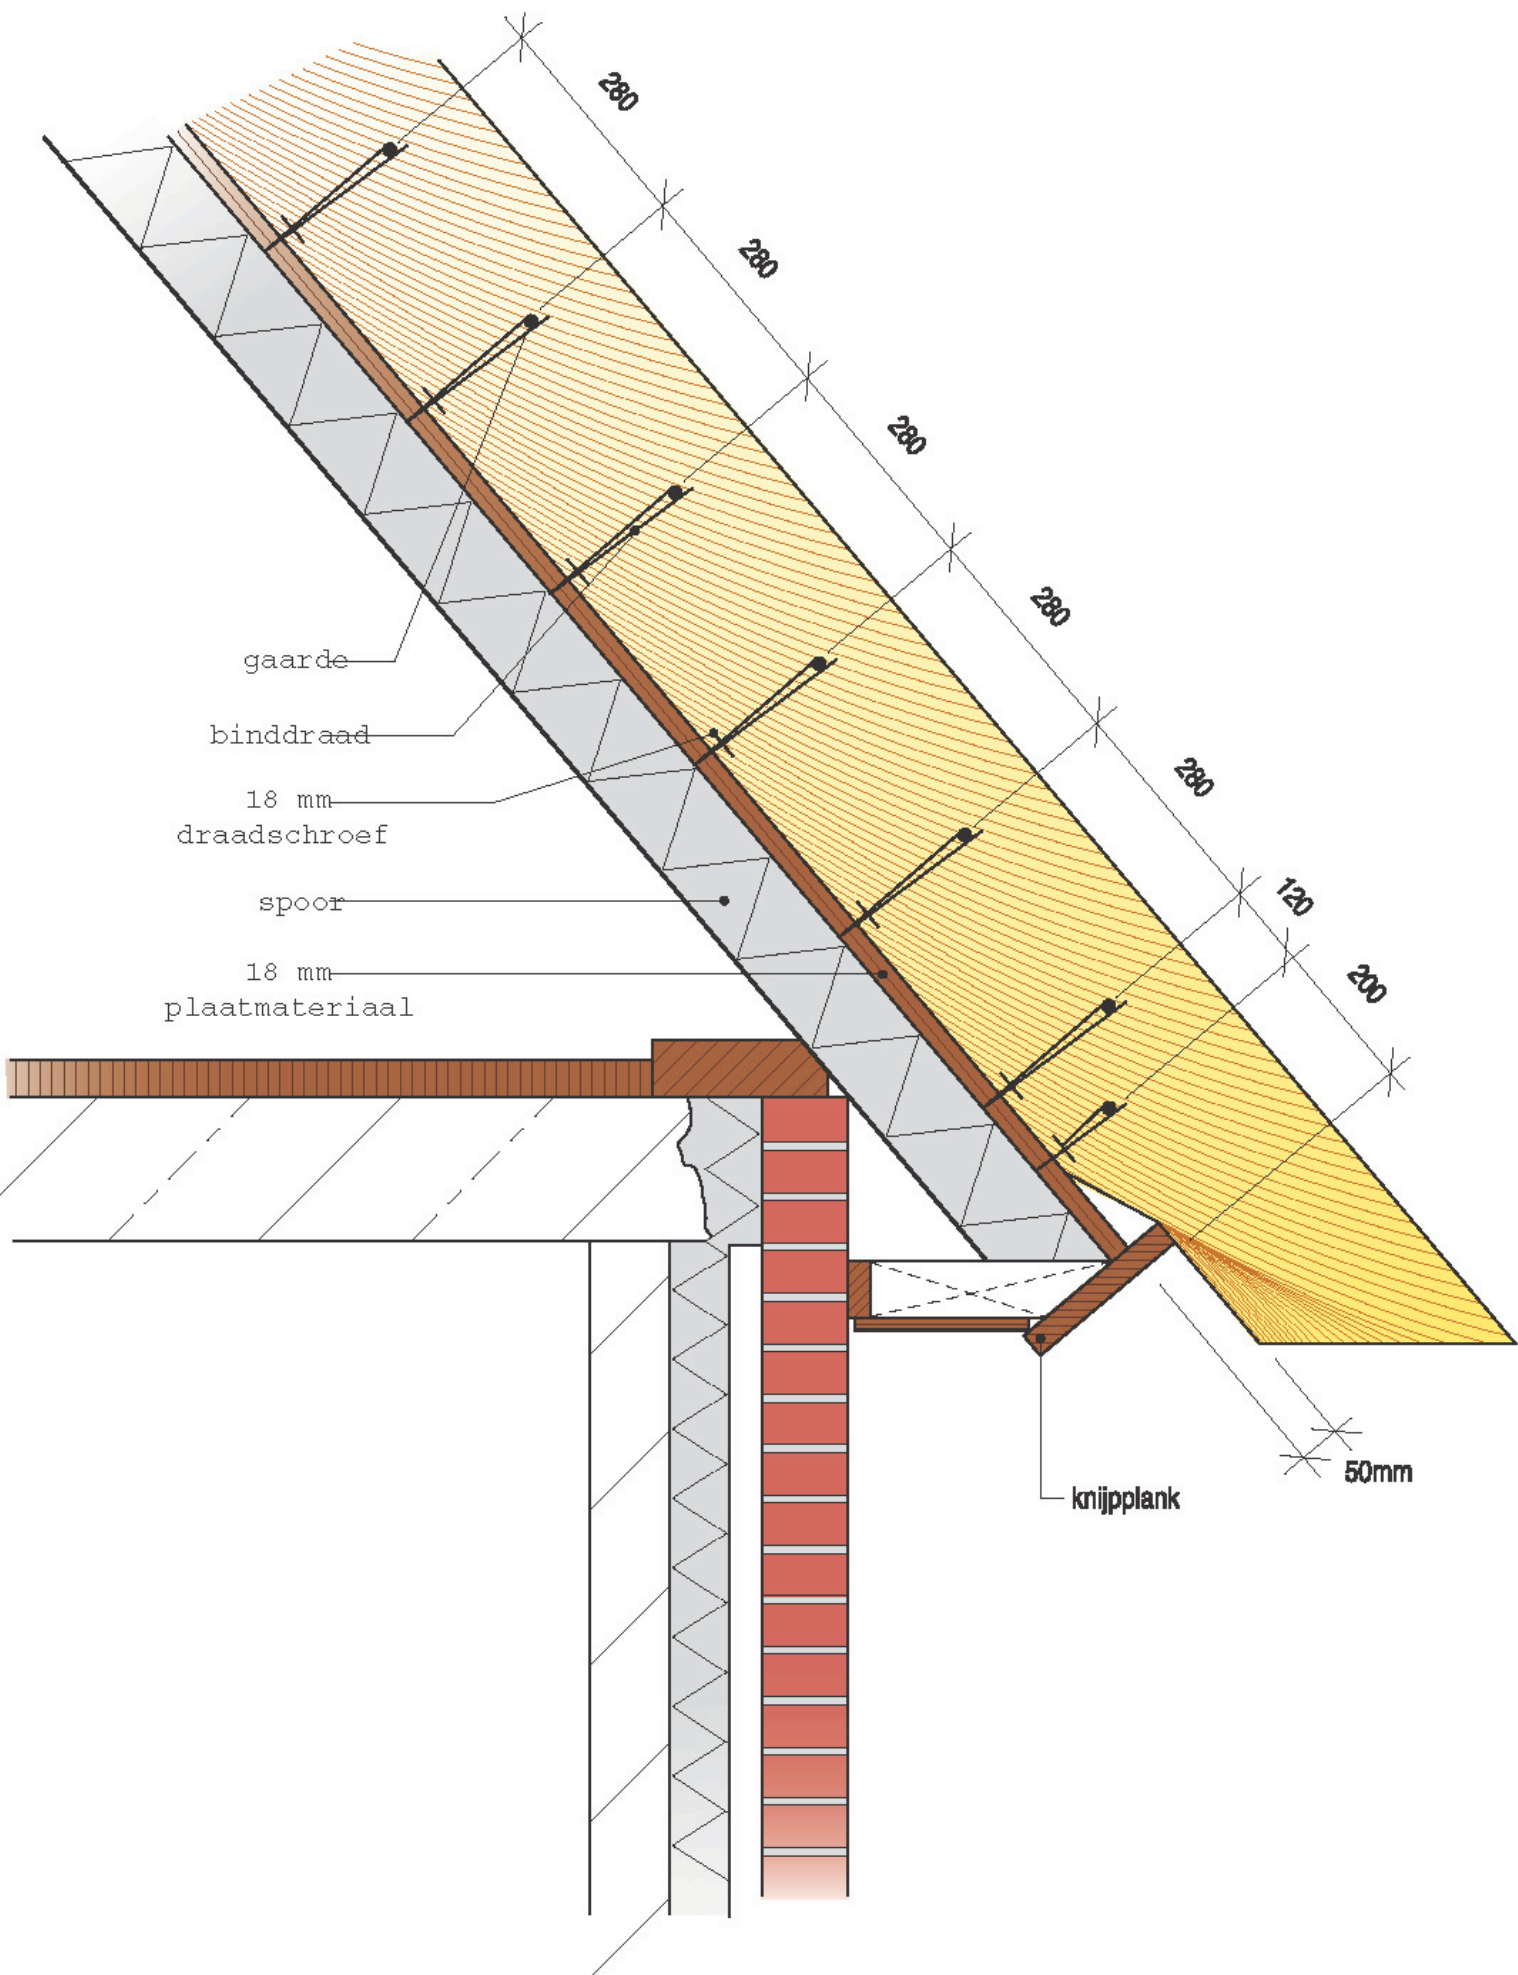 280
280
280
280
280
120
200
gaarde
binddraad
18 mm
draadschroef
spoor
18 mm
plaatmateriaal
50mm
knijpplank